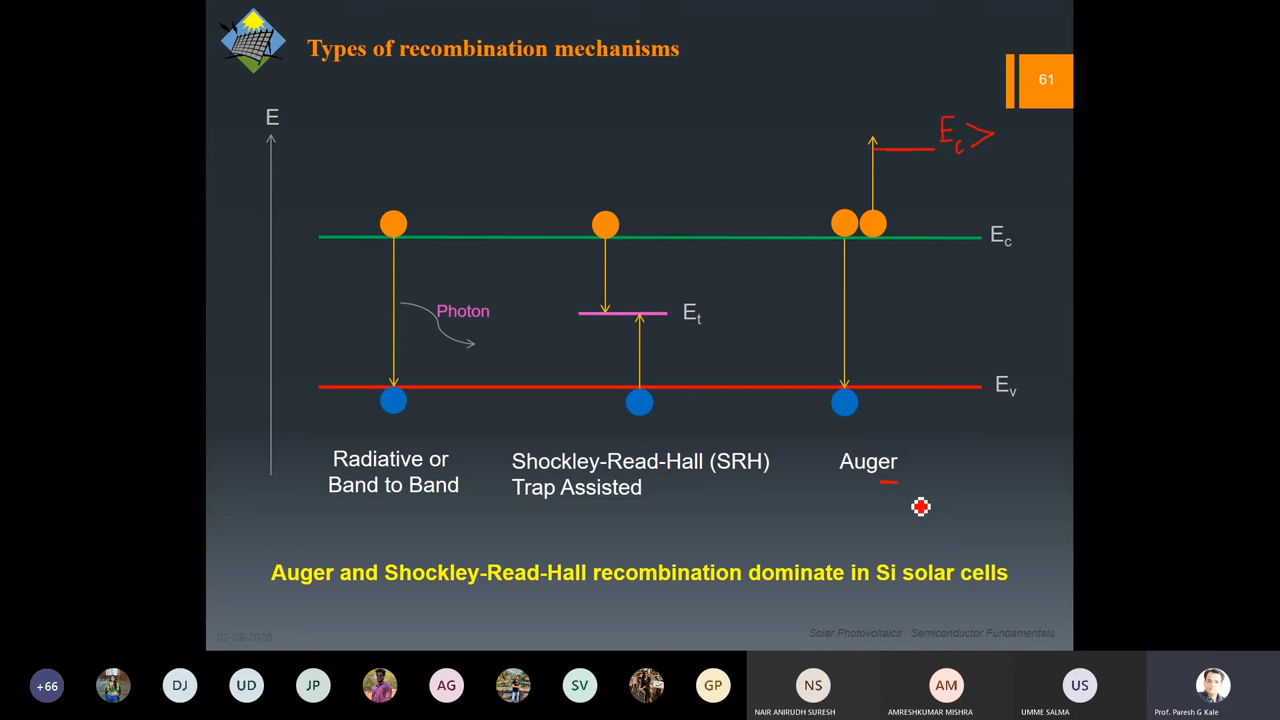 Types of recombination mechanisms
61
E
E_c >
E_c
Photon
E_t
E_v
Radiative or
Band to Band
Shockley-Read-Hall (SRH)
Trap Assisted
Auger
Auger and Shockley-Read-Hall recombination dominate in Si solar cells
02-09-2020
Solar Photovoltaics : Semiconductor Fundamentals
+66
DJ
UD
JP
AG
SV
GP
NS
AM
US
NAIR ANIRUDH SURESH
AMRESHKUMAR MISHRA
UMME SALMA
Prof. Paresh G Kale